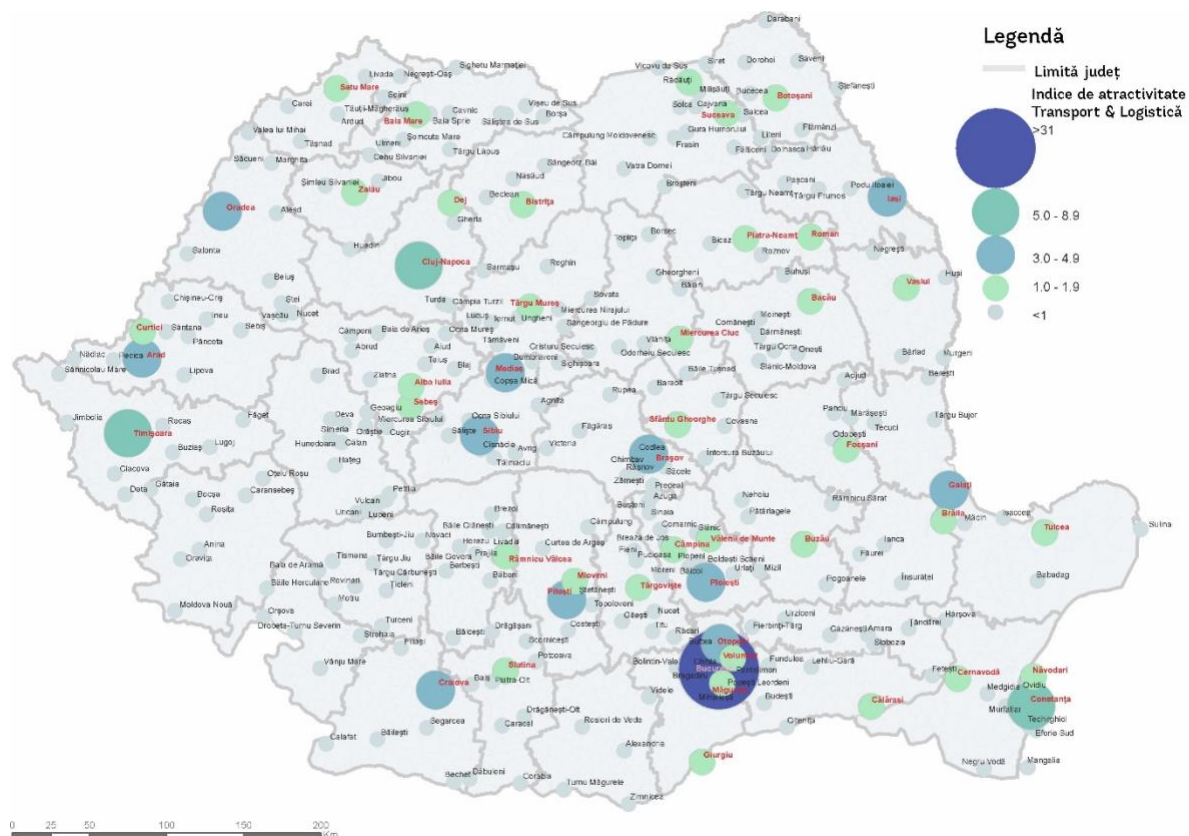 Legendă
Limită județ
Indice de atractivitate
Transport & Logistică
>31
5.0 - 8.9
3.0 - 4.9
1.0 - 1.9
<1
Darabani
Vicovu de Sus
Siret
Dorohoi
Săveni
Rădăuți
Milișăuți
Bucecea
Ștefănești
Botoșani
Solca
Cajvana
Suceava
Salcea
Gura Humorului
Liteni
Flămânzi
Câmpulung Moldovenesc
Frasin
Fălticeni
Dolhasca
Hârlău
Vatra Dornei
Broșteni
Pașcani
Podu Iloaiei
Târgu Neamț
Târgu Frumos
Iași
Livada
Negrești-Oaș
Sighetu Marmației
Satu Mare
Seini
Carei
Tăuții-Măgherăuș
Cavnic
Vișeu de Sus
Borșa
Ardud
Baia Mare
Baia Sprie
Săliștea de Sus
Valea lui Mihai
Tășnad
Ulmeni
Șomcuta Mare
Cehu Silvaniei
Târgu Lăpuș
Săcueni
Marghita
Sângeorz-Băi
Șimleu Silvaniei
Jibou
Năsăud
Zalău
Dej
Beclean
Bistrița
Oradea
Aleșd
Gherla
Salonta
Huedin
Cluj-Napoca
Sărmașu
Reghin
Toplița
Borsec
Bicaz
Piatra-Neamț
Roman
Roznov
Negrești
Gheorgheni
Buhuși
Vaslui
Huși
Beiuș
Bălan
Bacău
Chișineu-Criș
Ștei
Turda
Câmpia Turzii
Târgu Mureș
Sovata
Ineu
Vașcău
Nucet
Luduș
Iernut
Ungheni
Miercurea Nirajului
Moinești
Curtici
Sântana
Sebiș
Câmpeni
Baia de Arieș
Ocna Mureș
Sângeorgiu de Pădure
Miercurea Ciuc
Comănești
Dărmănești
Pâncota
Abrud
Aiud
Târnăveni
Cristuru Secuiesc
Vlăhița
Târgu Ocna
Onești
Nădlac
Pecica
Arad
Teiuș
Blaj
Dumbrăveni
Sighișoara
Odorheiu Secuiesc
Slănic-Moldova
Bârlad
Murgeni
Sânnicolau Mare
Lipova
Brad
Zlatna
Mediaș
Copșa Mică
Băile Tușnad
Adjud
Berești
Alba Iulia
Agnita
Rupea
Baraolt
Târgu Secuiesc
Panciu
Mărășești
Târgu Bujor
Jimbolia
Recaș
Făget
Deva
Geoagiu
Sebeș
Miercurea Sibiului
Ocna Sibiului
Făgăraș
Sfântu Gheorghe
Covasna
Tecuci
Timișoara
Simeria
Orăștie
Cugir
Săliște
Sibiu
Odobești
Buziaș
Lugoj
Hunedoara
Călan
Cisnădie
Avrig
Victoria
Codlea
Brașov
Focșani
Ciacova
Hațeg
Tălmaciu
Ghimbav
Râșnov
Săcele
Întorsura Buzăului
Deta
Gătaia
Oțelu Roșu
Zărnești
Predeal
Galați
Bocșa
Caransebeș
Petrila
Azuga
Nehoiu
Râmnicu Sărat
Reșița
Vulcan
Brezoi
Bușteni
Sinaia
Pătârlagele
Brăila
Măcin
Isaccea
Tulcea
Sulina
Uricani
Lupeni
Câmpulung
Comarnic
Slănic
Anina
Bumbești-Jiu
Novaci
Băile Olănești
Călimănești
Breaza de Jos
Câmpina
Vălenii de Munte
Buzău
Ianca
Oravița
Tismana
Târgu Jiu
Horezu
Curtea de Argeș
Fieni
Pucioasa
Plopeni
Boldești Scăieni
Făurei
Baia de Aramă
Băile Govora
Râmnicu Vâlcea
Moreni
Băicoi
Urlați
Mizil
Babadag
Băile Herculane
Rovinari
Târgu Cărbunești
Berbești
Mioveni
Târgoviște
Ploiești
Pogoanele
Însurăței
Moldova Nouă
Motru
Țicleni
Băbeni
Pitești
Ștefănești
Topoloveni
Orșova
Turceni
Drăgășani
Costești
Găești
Titu
Nucet
Urziceni
Țăndărei
Hârșova
Drobeta-Turnu Severin
Strehaia
Filiași
Bălcești
Scornicești
Răcari
Fierbinți-Târg
Căzănești
Amara
Slobozia
Vânju Mare
Potcoava
Buftea
Otopeni
Slatina
Bolintin-Vale
Voluntari
Fundulea
Lehliu-Gară
Fetești
Cernavodă
Năvodari
Craiova
Balș
Piatra-Olt
Bragadiru
Popești Leordeni
Medgidia
Ovidiu
Videle
Măgurele
Budești
Călărași
Murfatlar
Constanța
Segarcea
Drăgănești-Olt
Roșiori de Vede
Oltenița
Techirghiol
Calafat
Băilești
Caracal
Alexandria
Eforie Sud
Giurgiu
Negru Vodă
Mangalia
Bechet
Dăbuleni
Corabia
Turnu Măgurele
Zimnicea
0 25 50 100 150 200
Km